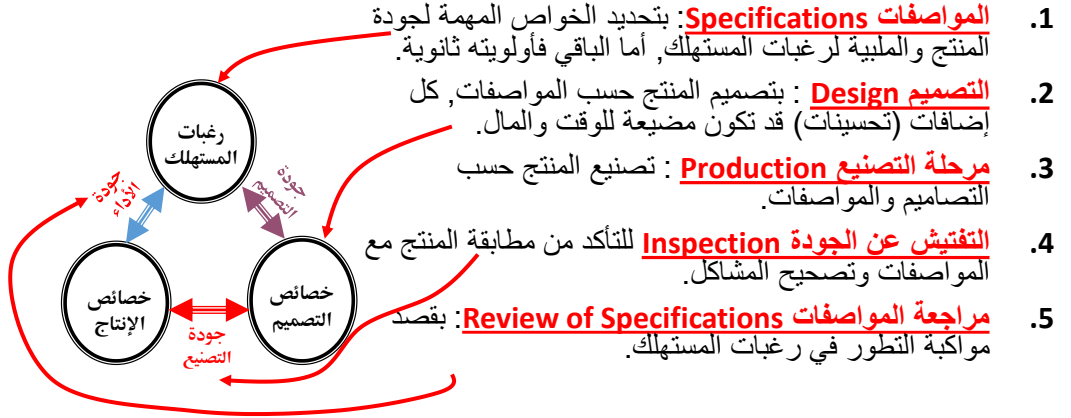 1. المواصفات Specifications: بتحديد الخواص المهمة لجودة
المنتج والملبية لرغبات المستهلك, أما الباقي فأولويته ثانوية.
2. التصميم Design : بتصميم المنتج حسب المواصفات, كل
إضافات (تحسينات) قد تكون مضيعة للوقت والمال.
3. مرحلة التصنيع Production : تصنيع المنتج حسب
التصاميم والمواصفات.
4. التفتيش عن الجودة Inspection للتأكد من مطابقة المنتج مع
المواصفات وتصحيح المشاكل.
5. مراجعة المواصفات Review of Specifications: بقصد
مواكبة التطور في رغبات المستهلك.
رغبات
المستهلك
جودة
التصميم
جودة
الأداء
خصائص
التصميم
خصائص
الإنتاج
جودة
التصنيع